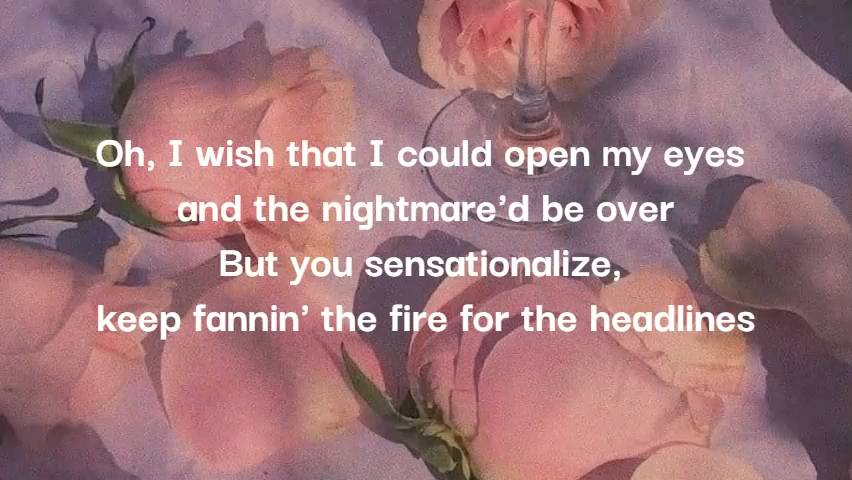 Oh, I wish that I could open my eyes
and the nightmare'd be over
But you sensationalize,
keep fannin' the fire for the headlines